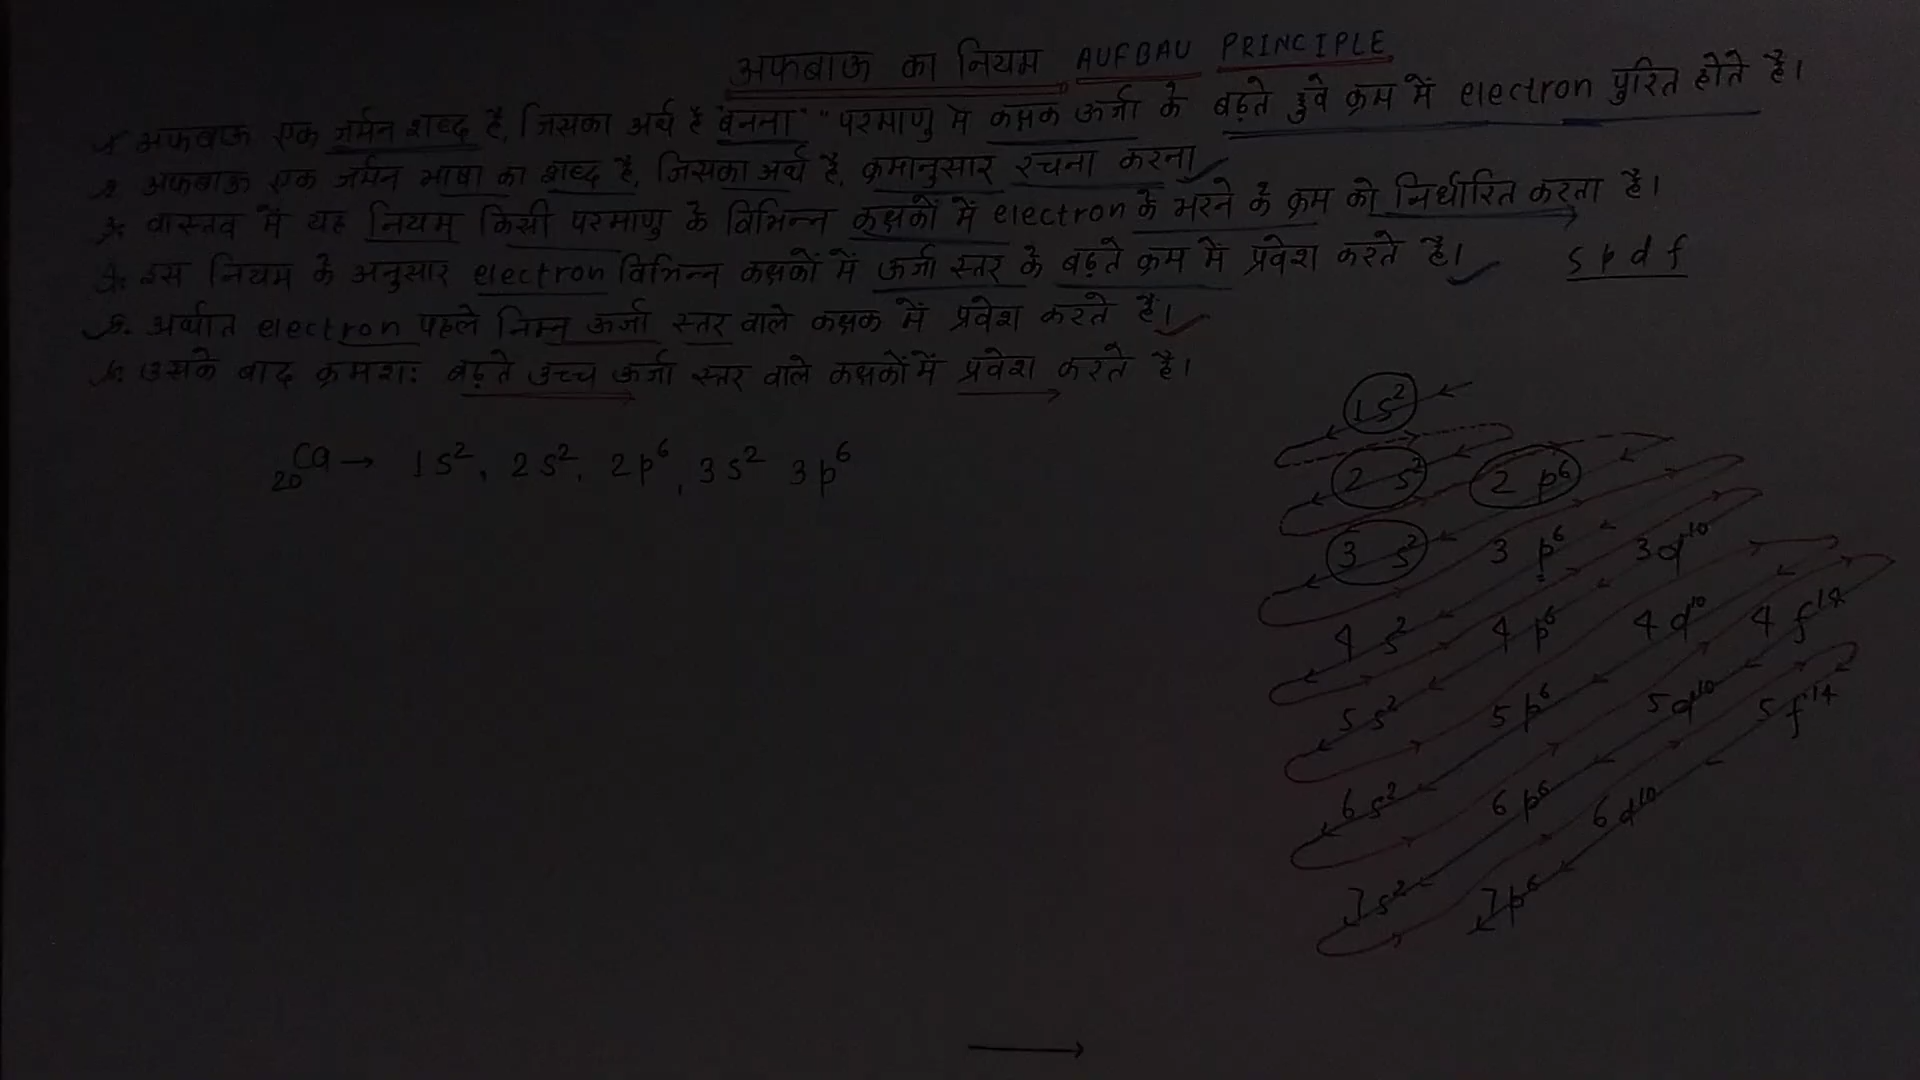 अफबाऊ का नियम AUFBAU PRINCIPLE
1. अफबाऊ एक जर्मन शब्द है, जिसका अर्थ है बनना" "परमाणु मे कक्षक ऊर्जा के बढ़ते हुवे क्रम में electron पुरित होते है।
2. अफबाऊ एक जर्मन भाषा का शब्द है, जिसका अर्थ है, क्रमानुसार रचना करना
3. वास्तव में यह नियम किसी परमाणु के विभिन्न कक्षकों में electron के भरने के क्रम को निर्धारित करता है।
4. इस नियम के अनुसार electron विभिन्न कक्षकों में ऊर्जा स्तर के बढ़ते क्रम मे प्रवेश करते है।
s p d f
5. अर्थात electron पहले निम्न ऊर्जा स्तर वाले कक्षक में प्रवेश करते है।
6. उसके बाद क्रमशः बढ़ते उच्च ऊर्जा स्तर वाले कक्षकों में प्रवेश करते है।
₂₀Ca → 1s², 2s², 2p⁶, 3s² 3p⁶
1s²
2s² 2p⁶
3s² 3p⁶ 3d¹⁰
4s² 4p⁶ 4d¹⁰ 4f¹⁴
5s² 5p⁶ 5d¹⁰ 5f¹⁴
6s² 6p⁶ 6d¹⁰
7s² 7p⁶